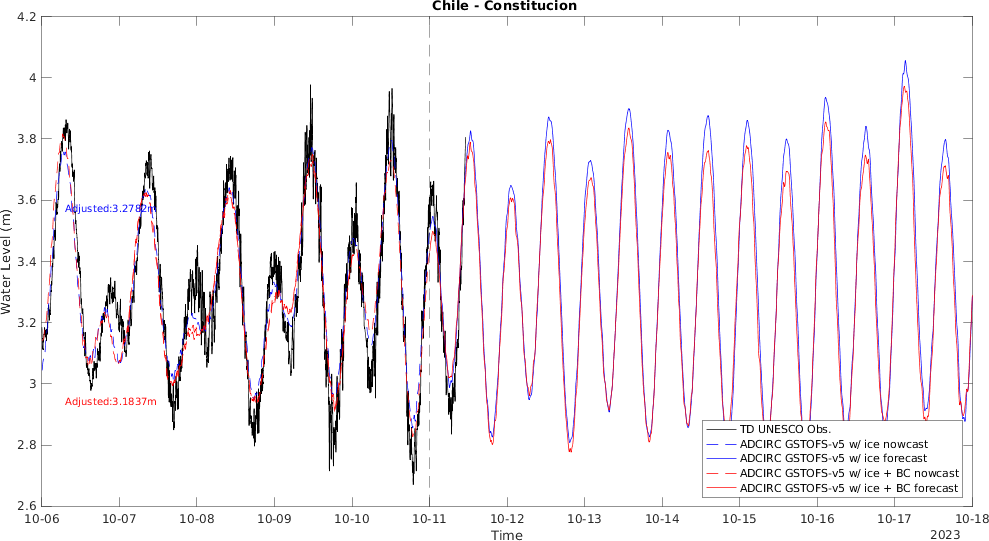 Chile - Constitucion
4.2
4
3.8
3.6
3.4
3.2
3
2.8
2.6
Water Level (m)
Adjusted:3.2782m
Adjusted:3.1837m
TD UNESCO Obs.
ADCIRC GSTOFS-v5 w/ ice nowcast
ADCIRC GSTOFS-v5 w/ ice forecast
ADCIRC GSTOFS-v5 w/ ice + BC nowcast
ADCIRC GSTOFS-v5 w/ ice + BC forecast
10-06 10-07 10-08 10-09 10-10 10-11 10-12 10-13 10-14 10-15 10-16 10-17 10-18
Time
2023